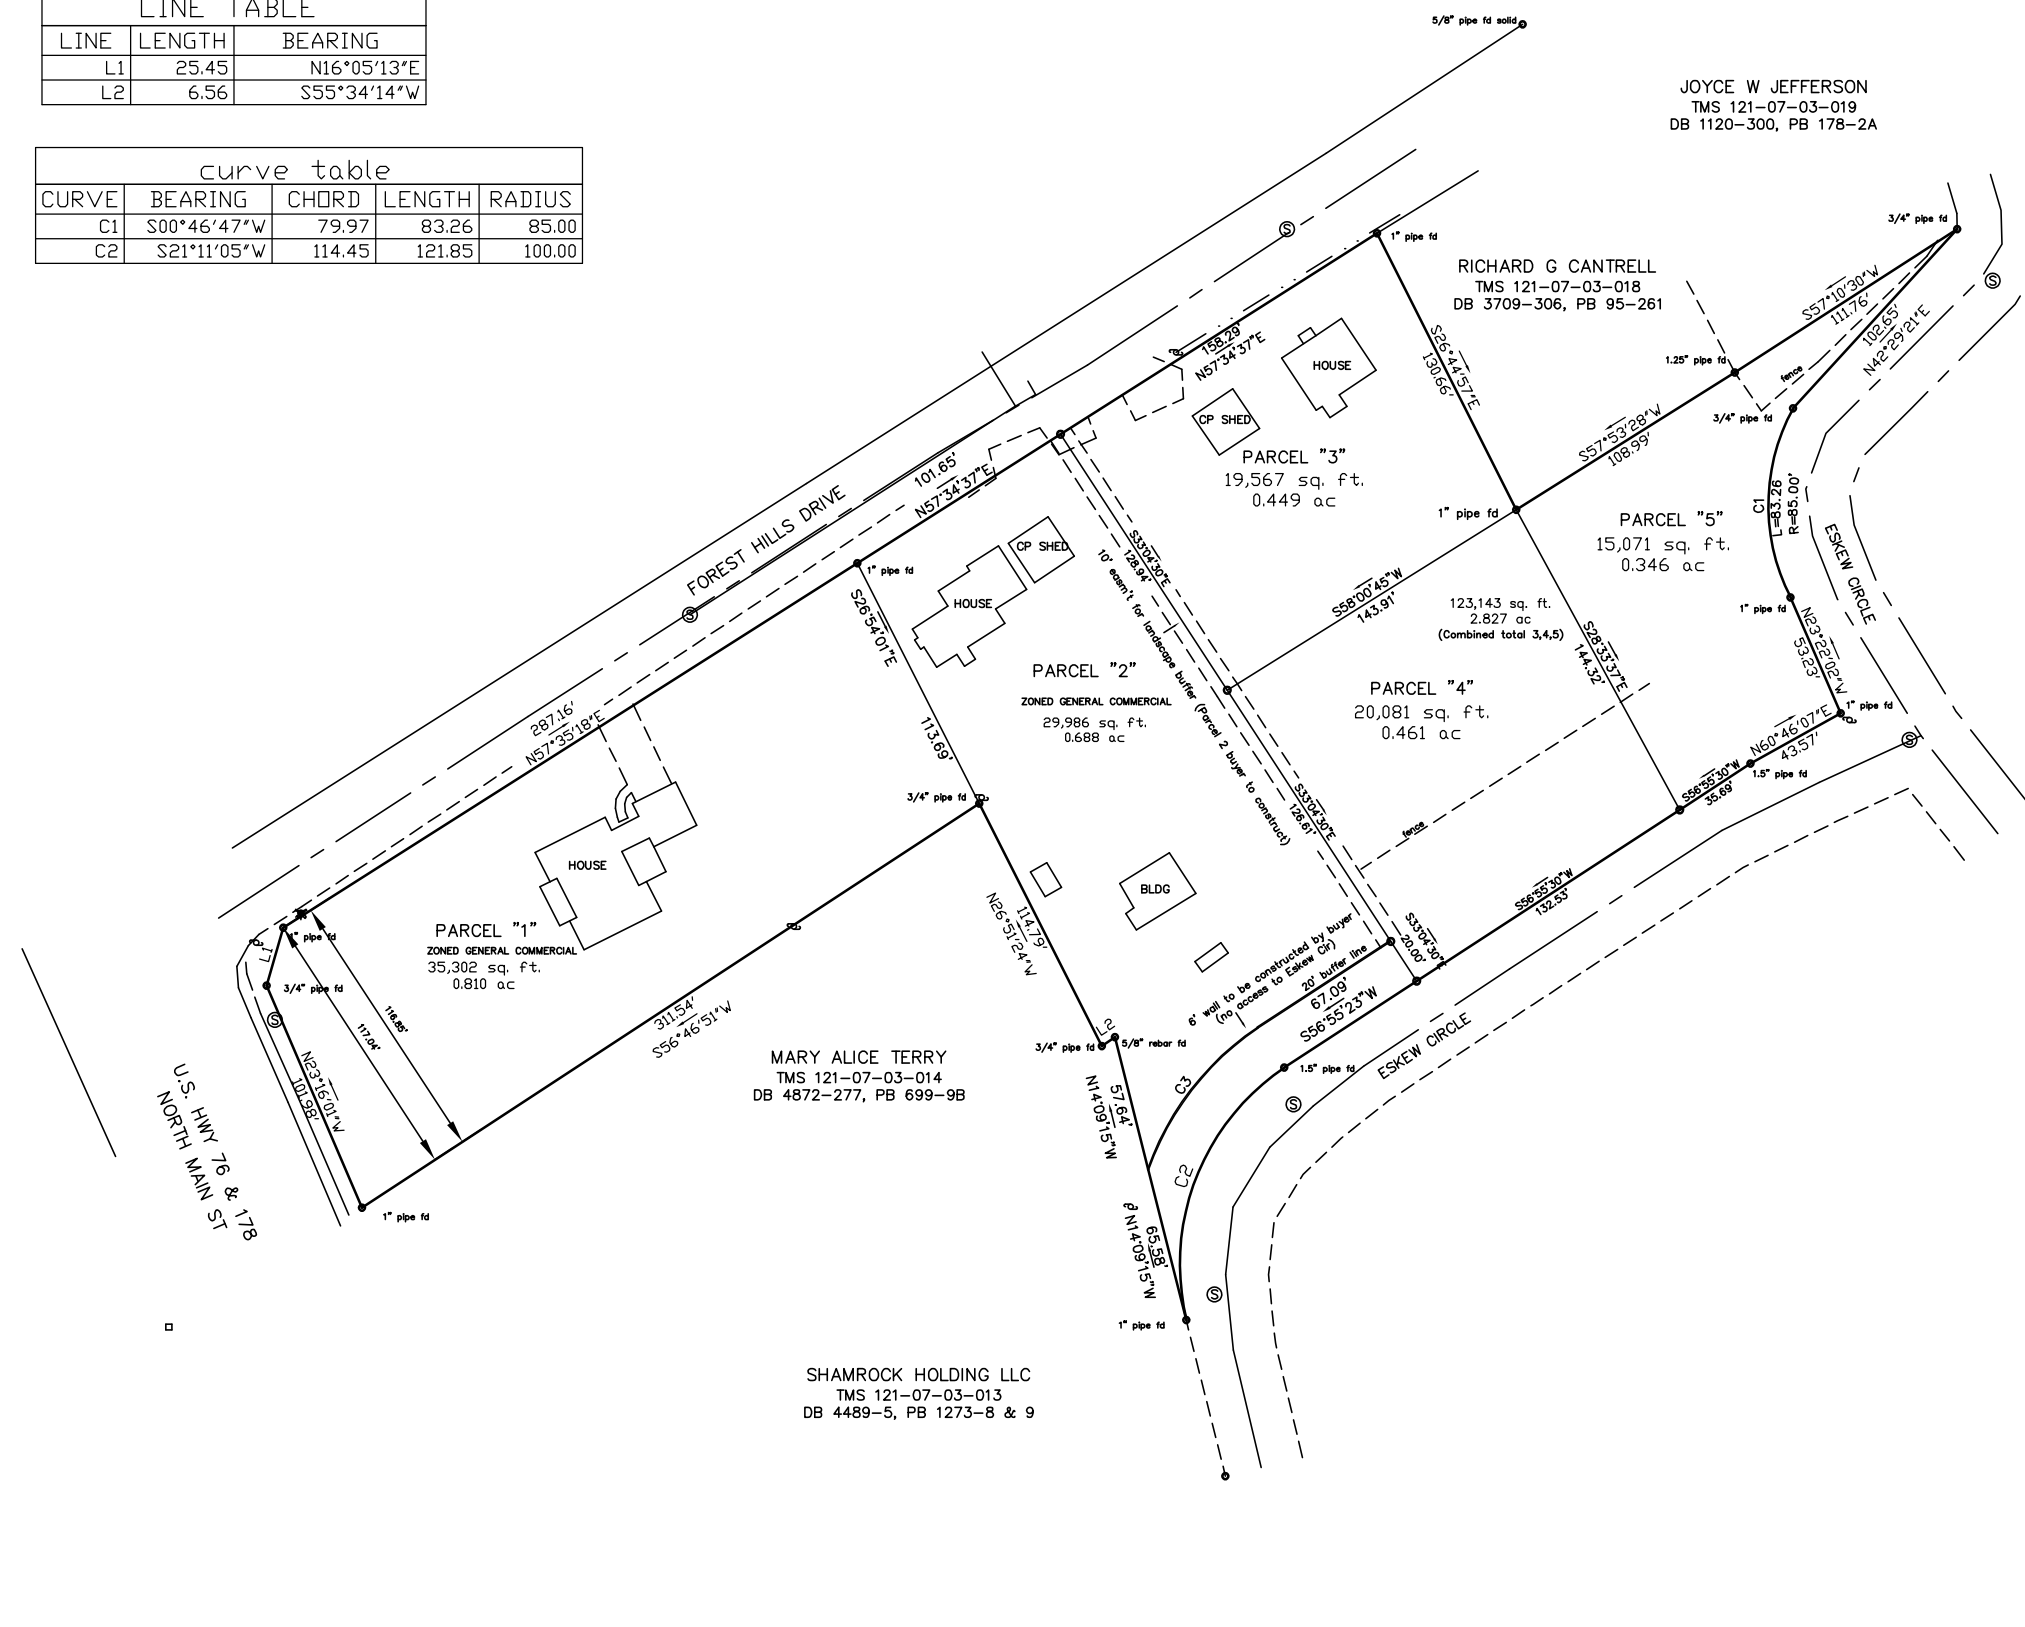 LINE TABLE
LINE LENGTH BEARING
L1 25.45 N16°05'13"E
L2 6.56 S55°34'14"W
curve table
CURVE BEARING CHORD LENGTH RADIUS
C1 S00°46'47"W 79.97 83.26 85.00
C2 S21°11'05"W 114.45 121.85 100.00
5/8" pipe fd solid
JOYCE W JEFFERSON
TMS 121-07-03-019
DB 1120-300, PB 178-2A
3/4" pipe fd
S
1" pipe fd
RICHARD G CANTRELL
TMS 121-07-03-018
DB 3709-306, PB 95-261
S
S57°10'30"W
111.76'
102.65'
N42°29'21"E
fence
1.25" pipe fd
3/4" pipe fd
158.29'
N57°34'37"E
HOUSE
CP SHED
S26°44'57"E
130.66'
S57°53'28"W
108.99'
PARCEL "3"
19,567 sq. ft.
0.449 ac
1" pipe fd
C1
L=83.26
R=85.00'
PARCEL "5"
15,071 sq. ft.
0.346 ac
ESKEW CIRCLE
101.65'
N57°34'37"E
FOREST HILLS DRIVE
S
1" pipe fd
CP SHED
HOUSE
S33°04'30"E
128.94'
10' easm't for landscape buffer (Parcel 2 buyer to construct)
S58°00'45"W
143.91'
123,143 sq. ft.
2.827 ac
(Combined total 3,4,5)
1" pipe fd
N23°22'02"W
53.23'
S28°33'37"E
144.32'
S26°54'01"E
113.69'
PARCEL "2"
ZONED GENERAL COMMERCIAL
29,986 sq. ft.
0.688 ac
PARCEL "4"
20,081 sq. ft.
0.461 ac
1" pipe fd
S
N60°46'07"E
43.57'
1.5" pipe fd
S56°55'30"W
35.69'
287.16'
N57°35'18"E
3/4" pipe fd
S33°04'30"E
126.61'
fence
HOUSE
BLDG
S56°55'30"W
132.53'
PARCEL "1"
ZONED GENERAL COMMERCIAL
35,302 sq. ft.
0.810 ac
1" pipe fd
L1
3/4" pipe fd
S
116.85'
117.04'
N23°16'01"W
101.98'
311.54'
S56°46'51"W
114.79'
N26°51'24"W
S33°04'30"E
20.00'
6' wall to be constructed by buyer
(no access to Eskew Cir)
20' buffer line
67.09'
S56°55'23"W
L2
3/4" pipe fd
5/8" rebar fd
MARY ALICE TERRY
TMS 121-07-03-014
DB 4872-277, PB 699-9B
57.64'
N14°09'15"W
C3
1.5" pipe fd
ESKEW CIRCLE
S
U.S. HWY 76 & 178
NORTH MAIN ST
1" pipe fd
C2
65.58'
N14°09'15"W
S
1" pipe fd
SHAMROCK HOLDING LLC
TMS 121-07-03-013
DB 4489-5, PB 1273-8 & 9